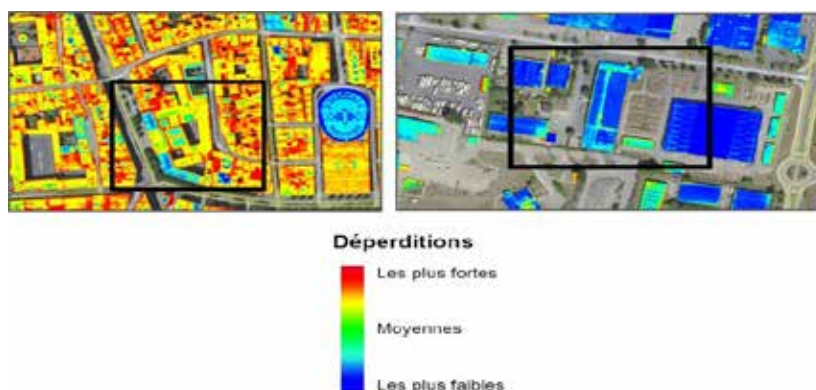 Déperditions
Les plus fortes
Moyennes
Les plus faibles